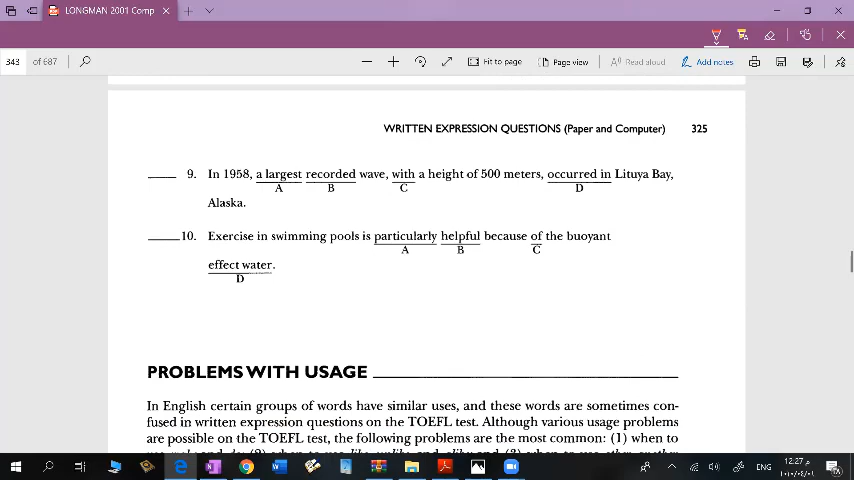 LONGMAN 2001 Comp
343 of 687
Fit to page
Page view
Read aloud
Add notes
WRITTEN EXPRESSION QUESTIONS (Paper and Computer) 325
_____ 9. In 1958, a largest recorded wave, with a height of 500 meters, occurred in Lituya Bay,
A B C D
Alaska.
_____ 10. Exercise in swimming pools is particularly helpful because of the buoyant
A B C
effect water.
D
PROBLEMS WITH USAGE
In English certain groups of words have similar uses, and these words are sometimes con-
fused in written expression questions on the TOEFL test. Although various usage problems
are possible on the TOEFL test, the following problems are the most common: (1) when to
ENG